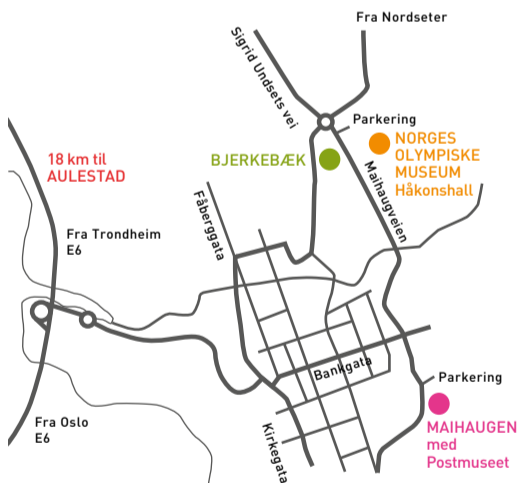 Fra Nordseter
Sigrid Undsets vei
Parkering
NORGES
OLYMPISKE
MUSEUM
Håkonshall
BJERKEBÆK
18 km til
AULESTAD
Maihaugveien
Fåberggata
Fra Trondheim
E6
Bankgata
Parkering
MAIHAUGEN
med
Postmuseet
Fra Oslo
E6
Kirkegata